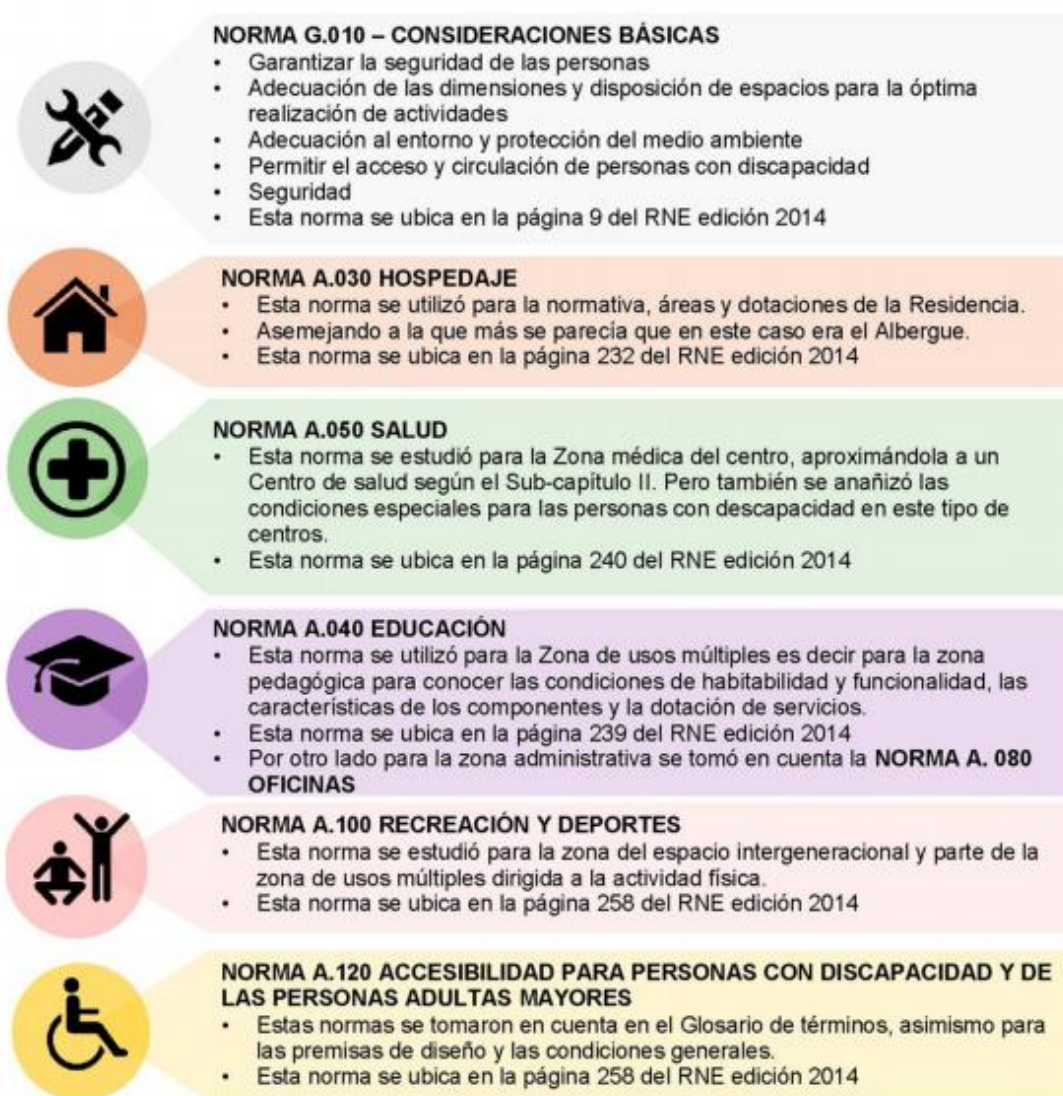 NORMA G.010 – CONSIDERACIONES BÁSICAS
• Garantizar la seguridad de las personas
• Adecuación de las dimensiones y disposición de espacios para la óptima
realización de actividades
• Adecuación al entorno y protección del medio ambiente
• Permitir el acceso y circulación de personas con discapacidad
• Seguridad
• Esta norma se ubica en la página 9 del RNE edición 2014
NORMA A.030 HOSPEDAJE
• Esta norma se utilizó para la normativa, áreas y dotaciones de la Residencia.
• Asemejando a la que más se parecía que en este caso era el Albergue.
• Esta norma se ubica en la página 232 del RNE edición 2014
NORMA A.050 SALUD
• Esta norma se estudió para la Zona médica del centro, aproximándola a un
Centro de salud según el Sub-capítulo II. Pero también se anañizó las
condiciones especiales para las personas con descapacidad en este tipo de
centros.
• Esta norma se ubica en la página 240 del RNE edición 2014
NORMA A.040 EDUCACIÓN
• Esta norma se utilizó para la Zona de usos múltiples es decir para la zona
pedagógica para conocer las condiciones de habitabilidad y funcionalidad, las
características de los componentes y la dotación de servicios.
• Esta norma se ubica en la página 239 del RNE edición 2014
• Por otro lado para la zona administrativa se tomó en cuenta la NORMA A. 080
OFICINAS
NORMA A.100 RECREACIÓN Y DEPORTES
• Esta norma se estudió para la zona del espacio intergeneracional y parte de la
zona de usos múltiples dirigida a la actividad física.
• Esta norma se ubica en la página 258 del RNE edición 2014
NORMA A.120 ACCESIBILIDAD PARA PERSONAS CON DISCAPACIDAD Y DE
LAS PERSONAS ADULTAS MAYORES
• Estas normas se tomaron en cuenta en el Glosario de términos, asimismo para
las premisas de diseño y las condiciones generales.
• Esta norma se ubica en la página 258 del RNE edición 2014